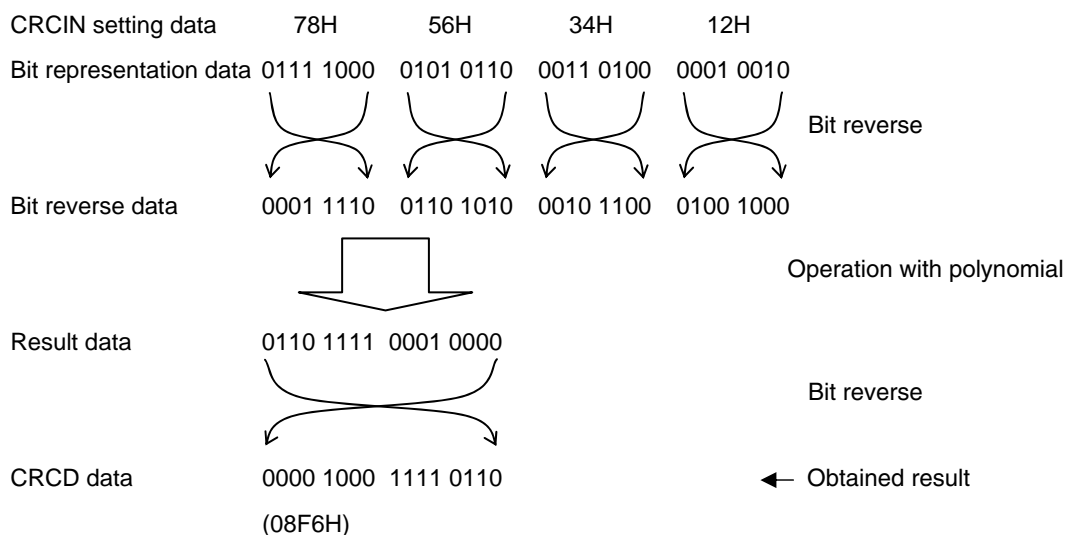 CRCIN setting data 78H 56H 34H 12H
Bit representation data 0111 1000 0101 0110 0011 0100 0001 0010
Bit reverse
Bit reverse data 0001 1110 0110 1010 0010 1100 0100 1000
Operation with polynomial
Result data 0110 1111 0001 0000
Bit reverse
CRCD data 0000 1000 1111 0110 Obtained result
(08F6H)